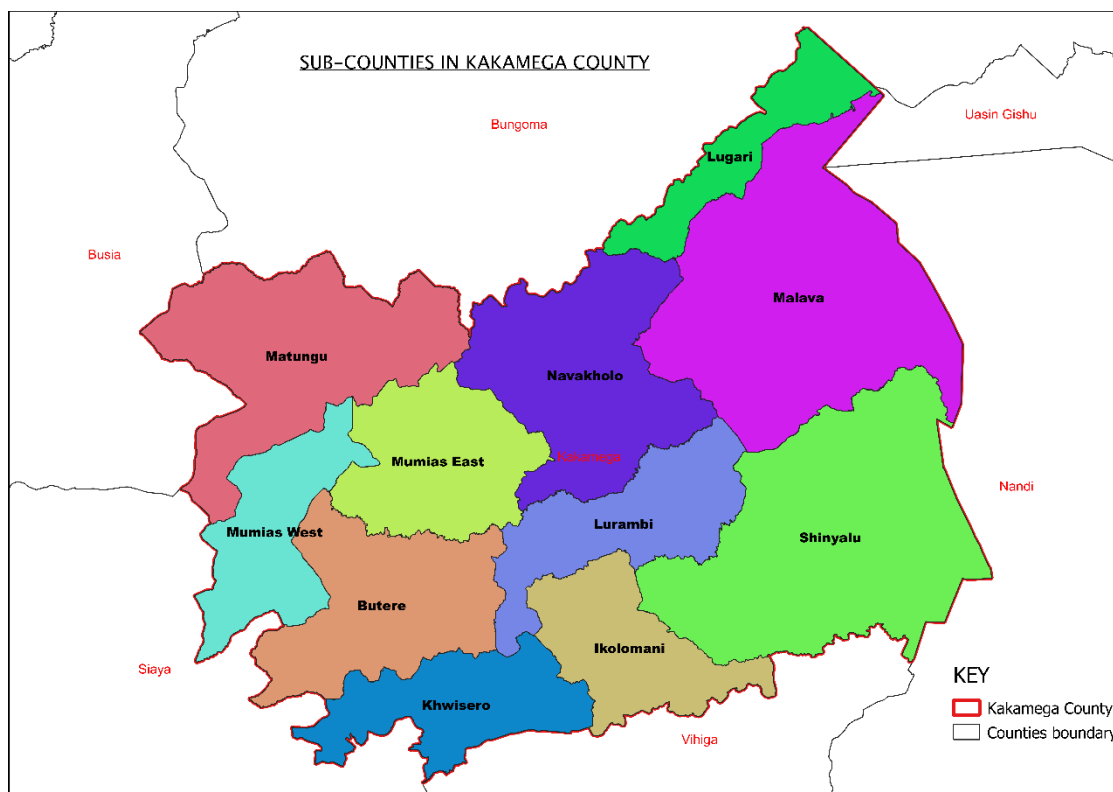 SUB-COUNTIES IN KAKAMEGA COUNTY
Bungoma
Uasin Gishu
Lugari
Busia
Malava
Matungu
Navakholo
Kakamega
Mumias East
Nandi
Mumias West
Lurambi
Shinyalu
Butere
Ikolomani
Siaya
KEY
Khwisero
Kakamega County
Vihiga
Counties boundary